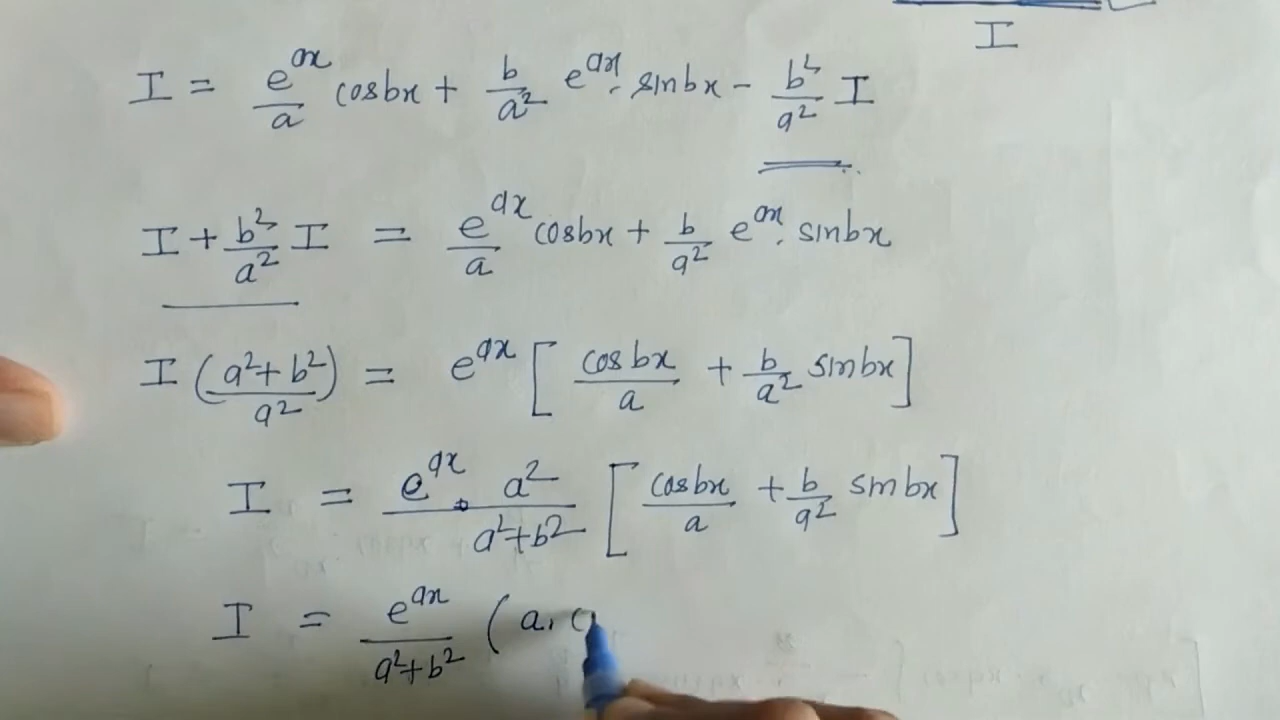 I
I = e^{ax}/a cosbx + b/a² e^{ax}. sinbx - b²/a² I
I + b²/a² I = e^{ax}/a cosbx + b/a² e^{ax}. sinbx
I (a²+b²/a²) = e^{ax} [cosbx/a + b/a² sinbx]
I = e^{ax} . a²/a²+b² [cosbx/a + b/a² sinbx]
I = e^{ax}/a²+b² (a. c